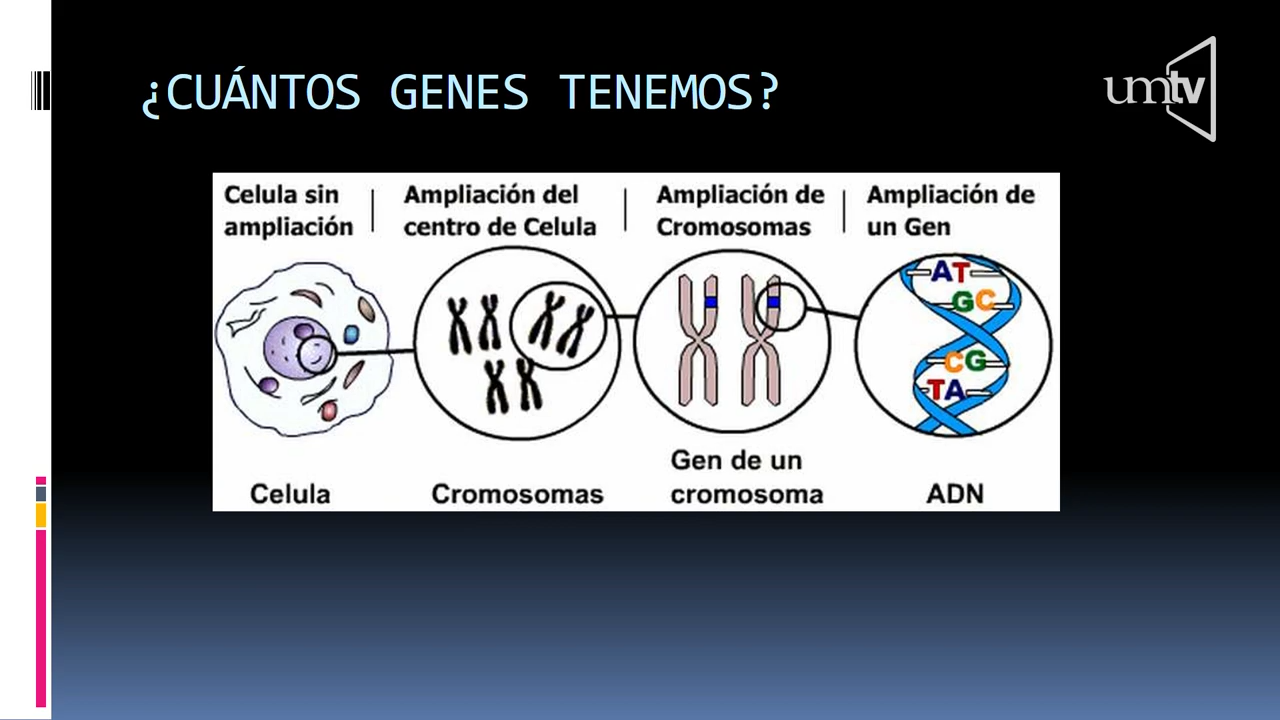 ¿CUÁNTOS GENES TENEMOS?
umtv
Celula sin
ampliación
Ampliación del
centro de Celula
Ampliación de
Cromosomas
Ampliación de
un Gen
AT
GC
CG
TA
Celula
Cromosomas
Gen de un
cromosoma
ADN